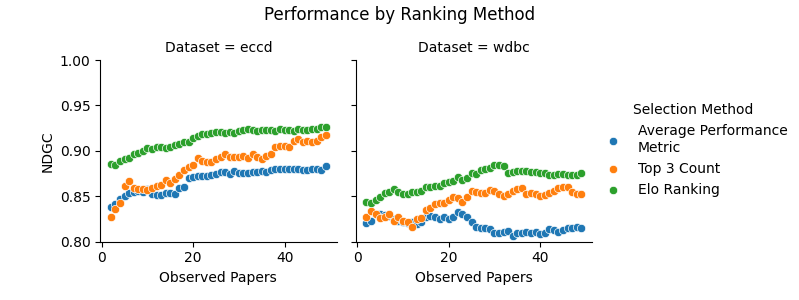 Performance by Ranking Method
Dataset = eccd
Dataset = wdbc
1.00
0.95
0.90
0.85
0.80
NDGC
0
20
40
Observed Papers
0
20
40
Observed Papers
Selection Method
Average Performance
Metric
Top 3 Count
Elo Ranking